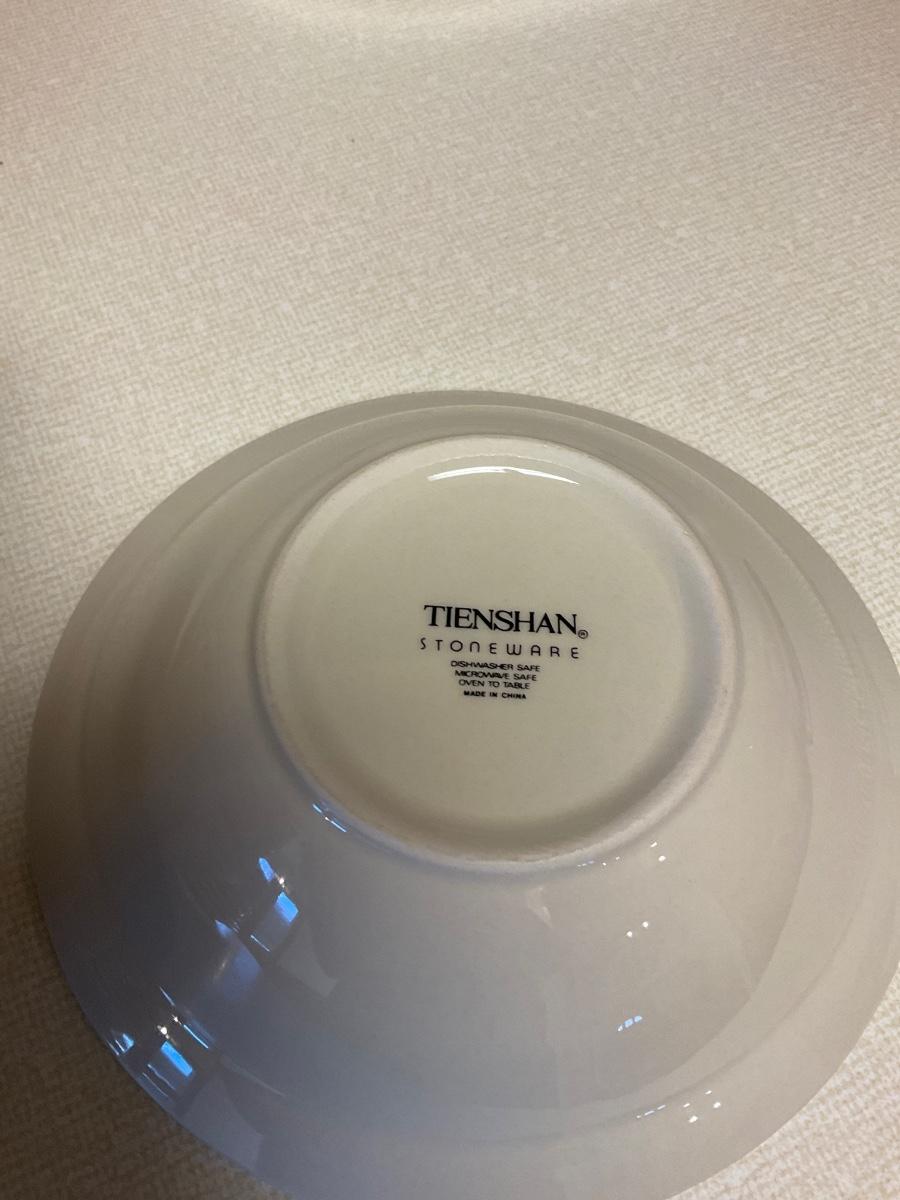 TIENSHAN®
STONEWARE
DISHWASHER SAFE
MICROWAVE SAFE
OVEN TO TABLE
MADE IN CHINA